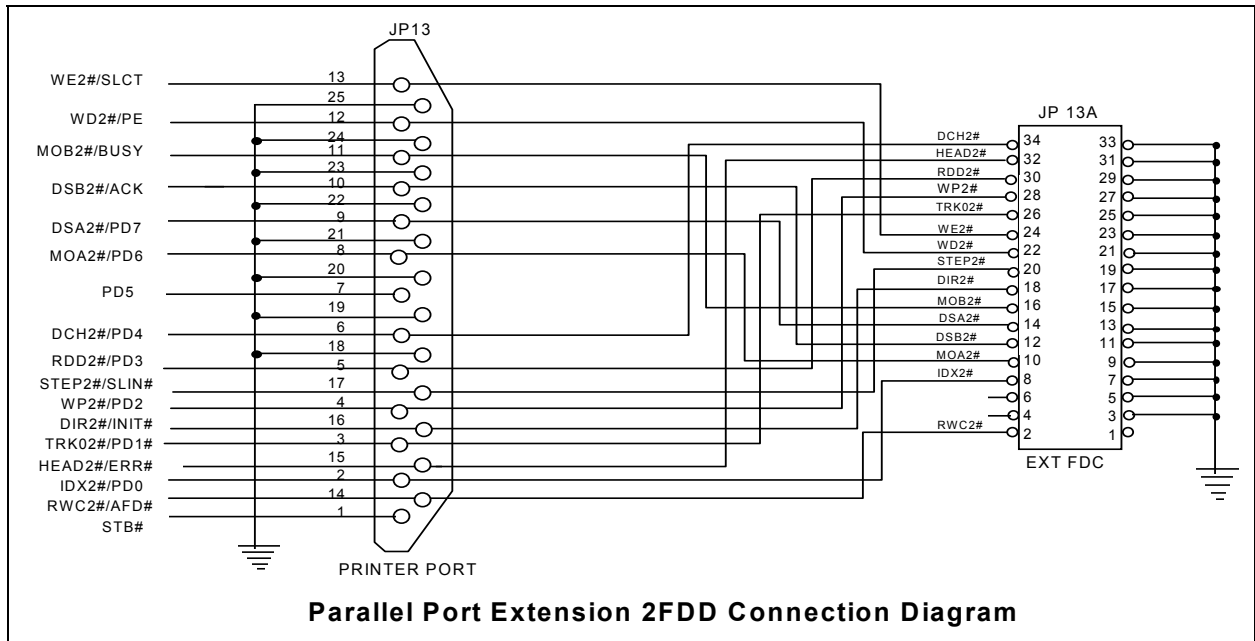 JP13
WE2#/SLCT
WD2#/PE
MOB2#/BUSY
DSB2#/ACK
DSA2#/PD7
MOA2#/PD6
PD5
DCH2#/PD4
RDD2#/PD3
STEP2#/SLIN#
WP2#/PD2
DIR2#/INIT#
TRK02#/PD1#
HEAD2#/ERR#
IDX2#/PD0
RWC2#/AFD#
STB#
13
25
12
24
11
23
10
22
9
21
8
20
7
19
6
18
5
17
4
16
3
15
2
14
1
PRINTER PORT
JP 13A
DCH2# 34 33
HEAD2# 32 31
RDD2# 30 29
WP2# 28 27
TRK02# 26 25
WE2# 24 23
WD2# 22 21
STEP2# 20 19
DIR2# 18 17
MOB2# 16 15
DSA2# 14 13
DSB2# 12 11
MOA2# 10 9
IDX2# 8 7
6 5
4 3
RWC2# 2 1
EXT FDC
Parallel Port Extension 2FDD Connection Diagram